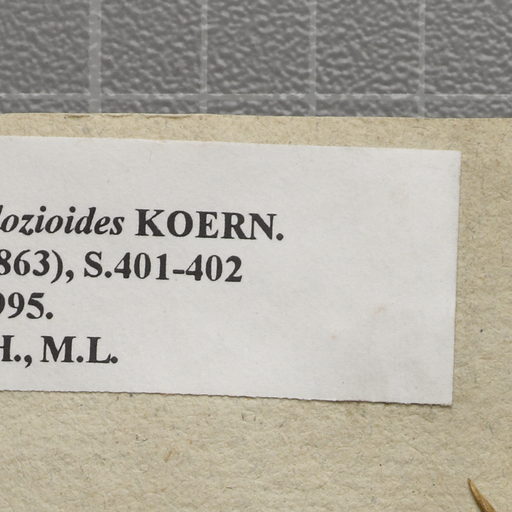 lozioides KOERN.
863), S.401-402
995.
H., M.L.